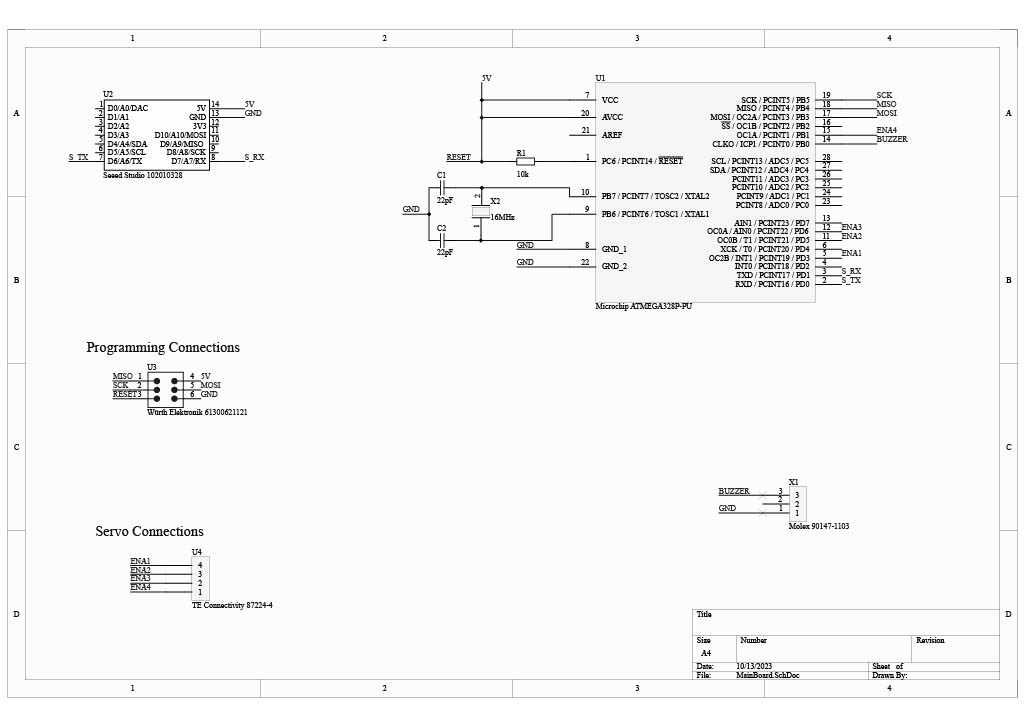 1 2 3 4
A A
B B
C C
D D
1 2 3 4
U2
1 D0/A0/DAC 5V 14 5V
2 D1/A1 GND 13 GND
3 D2/A2 3V3 12
4 D3/A3 D10/A10/MOSI 11
5 D4/A4/SDA D9/A9/MISO 10
6 D5/A5/SCL D8/A8/SCK 9
S_TX 7 D6/A6/TX D7/A7/RX 8 S_RX
Seeed Studio 102010328
5V
RESET
R1
10k
C1
22pF
GND
C2
22pF
2
X2
16MHz
1
GND
GND
U1
7 VCC
20 AVCC
21 AREF
1 PC6 / PCINT14 / RESET
10 PB7 / PCINT7 / TOSC2 / XTAL2
9 PB6 / PCINT6 / TOSC1 / XTAL1
8 GND_1
22 GND_2
SCK / PCINT5 / PB5 19 SCK
MISO / PCINT4 / PB4 18 MISO
MOSI / OC2A / PCINT3 / PB3 17 MOSI
SS / OC1B / PCINT2 / PB2 16
OC1A / PCINT1 / PB1 15 ENA4
CLKO / ICP1 / PCINT0 / PB0 14 BUZZER
SCL / PCINT13 / ADC5 / PC5 28
SDA / PCINT12 / ADC4 / PC4 27
PCINT11 / ADC3 / PC3 26
PCINT10 / ADC2 / PC2 25
PCINT9 / ADC1 / PC1 24
PCINT8 / ADC0 / PC0 23
AIN1 / PCINT23 / PD7 13
OC0A / AIN0 / PCINT22 / PD6 12 ENA3
OC0B / T1 / PCINT21 / PD5 11 ENA2
XCK / T0 / PCINT20 / PD4 6
OC2B / INT1 / PCINT19 / PD3 5 ENA1
INT0 / PCINT18 / PD2 4
TXD / PCINT17 / PD1 3 S_RX
RXD / PCINT16 / PD0 2 S_TX
Microchip ATMEGA328P-PU
Programming Connections
U3
MISO 1 4 5V
SCK 2 5 MOSI
RESET 3 6 GND
Würth Elektronik 61300621121
Servo Connections
U4
ENA1 4
ENA2 3
ENA3 2
ENA4 1
TE Connectivity 87224-4
X1
BUZZER 3 3
2 2
GND 1 1
Molex 90147-1103
Title
Size Number Revision
A4
Date: 10/13/2023 Sheet of
File: MainBoard.SchDoc Drawn By: